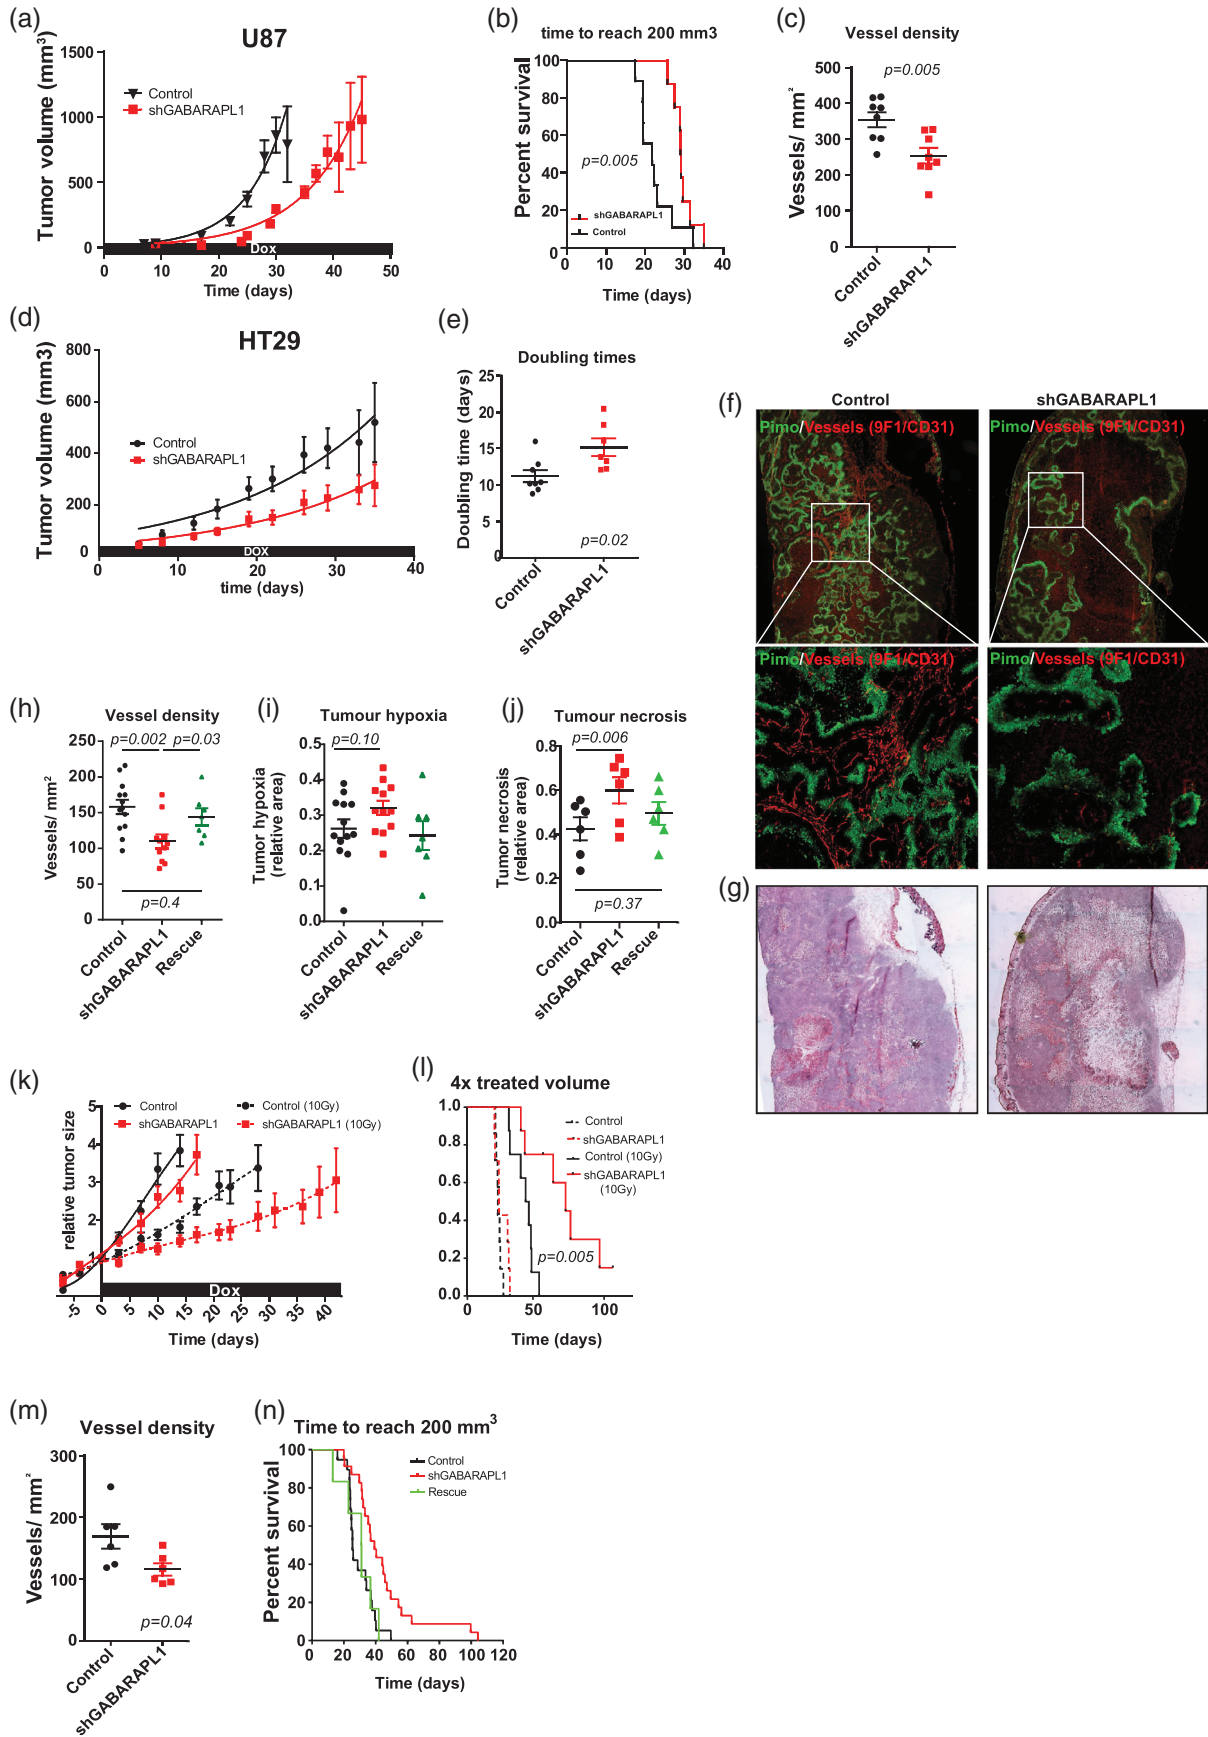 (a)
U87
Tumor volume (mm³)
1500
1000
500
0
Control
shGABARAPL1
Dox
0 10 20 30 40 50
Time (days)
(b)
time to reach 200 mm3
Percent survival
100
80
60
40
20
0
p=0.005
shGABARAPL1
Control
0 10 20 30 40
Time (days)
(c)
Vessel density
p=0.005
Vessels/ mm²
500
400
300
200
100
0
Control
shGABARAPL1
(d)
HT29
Tumor volume (mm3)
800
600
400
200
0
Control
shGABARAPL1
DOX
0 10 20 30 40
time (days)
(e)
Doubling times
Doubling time (days)
25
20
15
10
5
0
p=0.02
Control
shGABARAPL1
(f)
Control
shGABARAPL1
Pimo/Vessels (9F1/CD31)
Pimo/Vessels (9F1/CD31)
Pimo/Vessels (9F1/CD31)
Pimo/Vessels (9F1/CD31)
(g)
(h)
Vessel density
p=0.002 p=0.03
Vessels/ mm²
250
200
150
100
50
0
p=0.4
Control
shGABARAPL1
Rescue
(i)
Tumour hypoxia
p=0.10
Tumor hypoxia
(relative area)
0.5
0.4
0.3
0.2
0.1
0.0
Control
shGABARAPL1
Rescue
(j)
Tumour necrosis
p=0.006
Tumor necrosis
(relative area)
0.8
0.6
0.4
0.2
0.0
p=0.37
Control
shGABARAPL1
Rescue
(k)
relative tumor size
5
4
3
2
1
Control
shGABARAPL1
Control (10Gy)
shGABARAPL1 (10Gy)
Dox
-5 0 5 10 15 20 25 30 35 40
Time (days)
(l)
4x treated volume
1.0
0.8
0.6
0.4
0.2
0.0
Control
shGABARAPL1
Control (10Gy)
shGABARAPL1
(10Gy)
p=0.005
0 50 100
Time (days)
(m)
Vessel density
Vessels/ mm²
300
200
100
0
p=0.04
Control
shGABARAPL1
(n)
Time to reach 200 mm³
Percent survival
100
80
60
40
20
0
Control
shGABARAPL1
Rescue
0 20 40 60 80 100 120
Time (days)